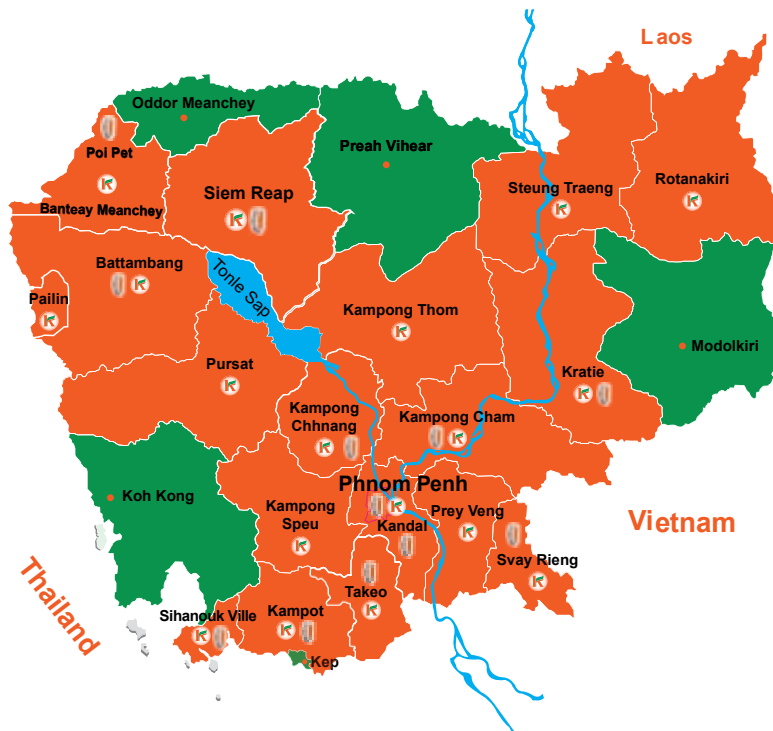 Laos
Oddor Meanchey
Preah Vihear
Poi Pet
Steung Traeng
Rotanakiri
Siem Reap
Banteay Meanchey
Battambang
Tonle Sap
Pailin
Kampong Thom
Modolkiri
Pursat
Kratie
Kampong
Chhnang
Kampong Cham
Phnom Penh
Koh Kong
Kampong
Speu
Kandal
Prey Veng
Vietnam
Svay Rieng
Thailand
Takeo
Sihanouk Ville
Kampot
Kep